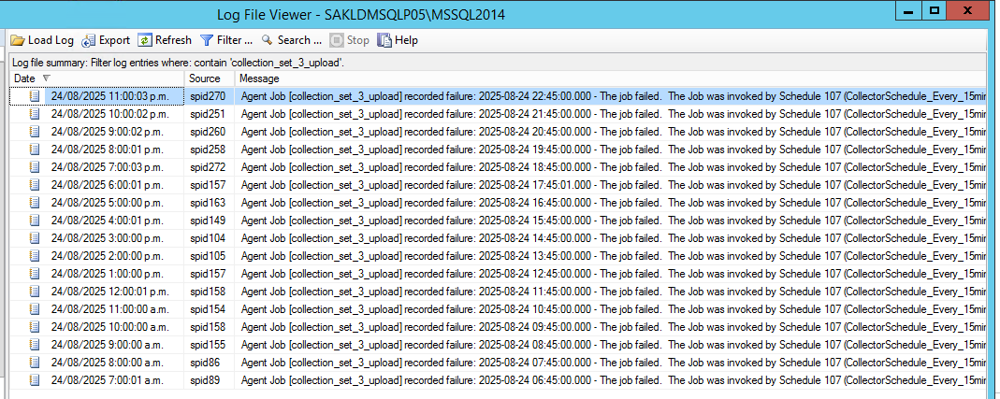 Log File Viewer - SAKLDMSQLP05\MSSQL2014
Load Log Export Refresh Filter ... Search ... Stop Help
Log file summary: Filter log entries where: contain 'collection_set_3_upload'.
Date Source Message
24/08/2025 11:00:03 p.m. spid270 Agent Job [collection_set_3_upload] recorded failure: 2025-08-24 22:45:00.000 - The job failed. The Job was invoked by Schedule 107 (CollectorSchedule_Every_15min
24/08/2025 10:00:02 p.m. spid251 Agent Job [collection_set_3_upload] recorded failure: 2025-08-24 21:45:00.000 - The job failed. The Job was invoked by Schedule 107 (CollectorSchedule_Every_15min
24/08/2025 9:00:02 p.m. spid260 Agent Job [collection_set_3_upload] recorded failure: 2025-08-24 20:45:00.000 - The job failed. The Job was invoked by Schedule 107 (CollectorSchedule_Every_15min
24/08/2025 8:00:01 p.m. spid258 Agent Job [collection_set_3_upload] recorded failure: 2025-08-24 19:45:00.000 - The job failed. The Job was invoked by Schedule 107 (CollectorSchedule_Every_15min
24/08/2025 7:00:03 p.m. spid272 Agent Job [collection_set_3_upload] recorded failure: 2025-08-24 18:45:00.000 - The job failed. The Job was invoked by Schedule 107 (CollectorSchedule_Every_15min
24/08/2025 6:00:01 p.m. spid157 Agent Job [collection_set_3_upload] recorded failure: 2025-08-24 17:45:01.000 - The job failed. The Job was invoked by Schedule 107 (CollectorSchedule_Every_15min
24/08/2025 5:00:00 p.m. spid163 Agent Job [collection_set_3_upload] recorded failure: 2025-08-24 16:45:00.000 - The job failed. The Job was invoked by Schedule 107 (CollectorSchedule_Every_15min
24/08/2025 4:00:01 p.m. spid149 Agent Job [collection_set_3_upload] recorded failure: 2025-08-24 15:45:00.000 - The job failed. The Job was invoked by Schedule 107 (CollectorSchedule_Every_15min
24/08/2025 3:00:00 p.m. spid104 Agent Job [collection_set_3_upload] recorded failure: 2025-08-24 14:45:00.000 - The job failed. The Job was invoked by Schedule 107 (CollectorSchedule_Every_15min
24/08/2025 2:00:00 p.m. spid105 Agent Job [collection_set_3_upload] recorded failure: 2025-08-24 13:45:00.000 - The job failed. The Job was invoked by Schedule 107 (CollectorSchedule_Every_15min
24/08/2025 1:00:00 p.m. spid157 Agent Job [collection_set_3_upload] recorded failure: 2025-08-24 12:45:00.000 - The job failed. The Job was invoked by Schedule 107 (CollectorSchedule_Every_15min
24/08/2025 12:00:01 p.m. spid158 Agent Job [collection_set_3_upload] recorded failure: 2025-08-24 11:45:00.000 - The job failed. The Job was invoked by Schedule 107 (CollectorSchedule_Every_15min
24/08/2025 11:00:00 a.m. spid154 Agent Job [collection_set_3_upload] recorded failure: 2025-08-24 10:45:00.000 - The job failed. The Job was invoked by Schedule 107 (CollectorSchedule_Every_15min
24/08/2025 10:00:00 a.m. spid158 Agent Job [collection_set_3_upload] recorded failure: 2025-08-24 09:45:00.000 - The job failed. The Job was invoked by Schedule 107 (CollectorSchedule_Every_15min
24/08/2025 9:00:00 a.m. spid155 Agent Job [collection_set_3_upload] recorded failure: 2025-08-24 08:45:00.000 - The job failed. The Job was invoked by Schedule 107 (CollectorSchedule_Every_15min
24/08/2025 8:00:00 a.m. spid86 Agent Job [collection_set_3_upload] recorded failure: 2025-08-24 07:45:00.000 - The job failed. The Job was invoked by Schedule 107 (CollectorSchedule_Every_15min
24/08/2025 7:00:01 a.m. spid89 Agent Job [collection_set_3_upload] recorded failure: 2025-08-24 06:45:00.000 - The job failed. The Job was invoked by Schedule 107 (CollectorSchedule_Every_15min